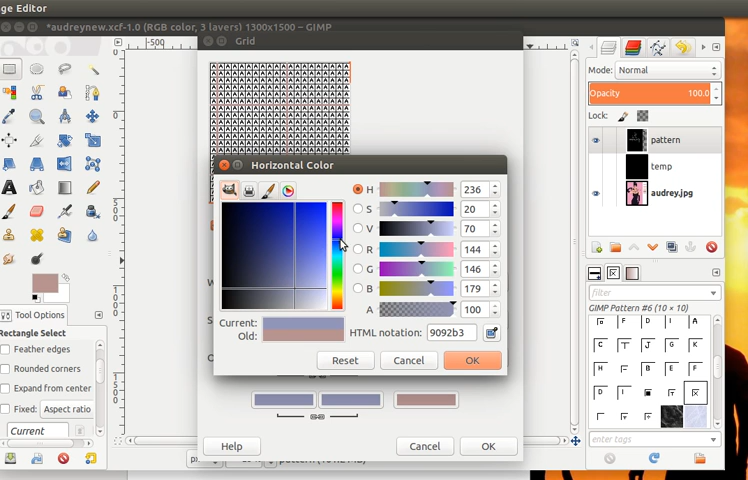 ge Editor
*audreynew.xcf-1.0 (RGB color, 3 layers) 1300x1500 – GIMP
Grid
-500
Horizontal Color
H 236
S 20
V 70
R 144
G 146
B 179
A 100
Current:
Old:
HTML notation: 9092b3
Reset
Cancel
OK
Help
Cancel
OK
Mode: Normal
Opacity 100.0
Lock:
pattern
temp
audrey.jpg
filter
GIMP Pattern #6 (10 × 10)
enter tags
Tool Options
Rectangle Select
Feather edges
Rounded corners
Expand from center
Fixed: Aspect ratio
Current